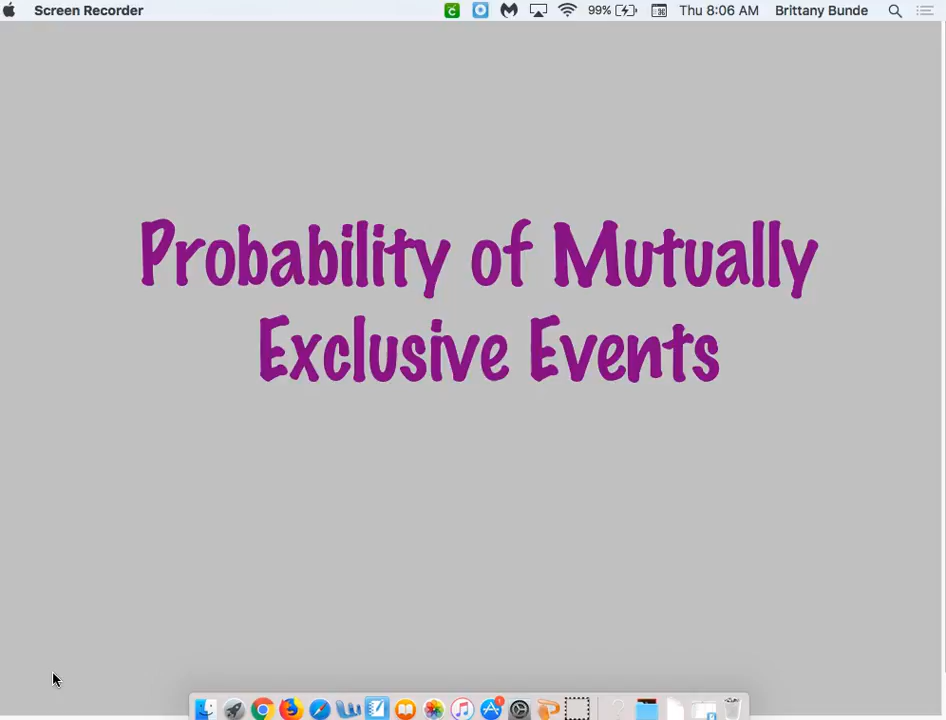 Screen Recorder 99% Thu 8:06 AM Brittany Bunde
Probability of Mutually
Exclusive Events